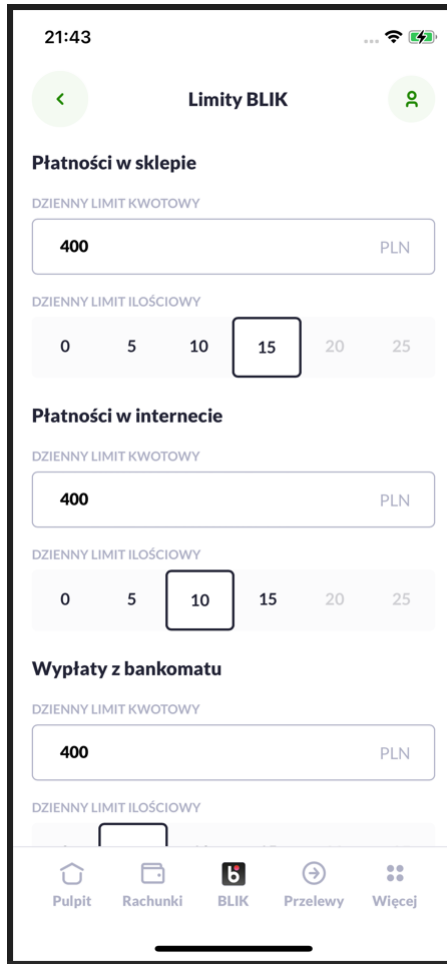 21:43
Limity BLIK
Płatności w sklepie
DZIENNY LIMIT KWOTOWY
400 PLN
DZIENNY LIMIT ILOŚCIOWY
0 5 10 15 20 25
Płatności w internecie
DZIENNY LIMIT KWOTOWY
400 PLN
DZIENNY LIMIT ILOŚCIOWY
0 5 10 15 20 25
Wypłaty z bankomatu
DZIENNY LIMIT KWOTOWY
400 PLN
DZIENNY LIMIT ILOŚCIOWY
Pulpit Rachunki BLIK Przelewy Więcej